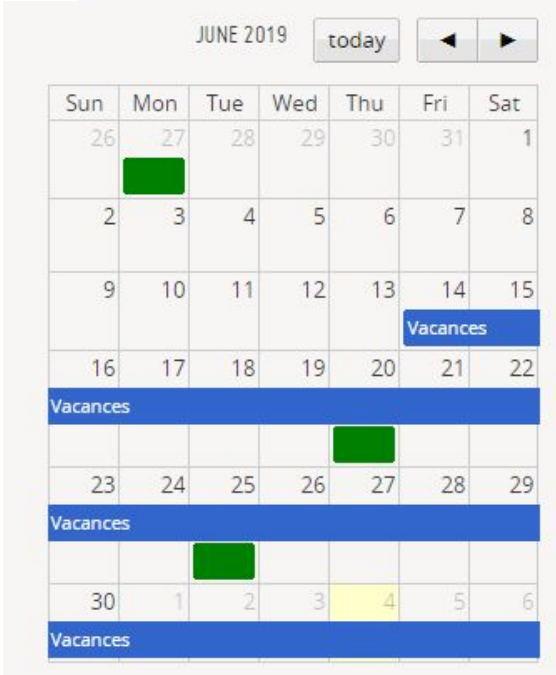 JUNE 2019 today ◄ ►
Sun Mon Tue Wed Thu Fri Sat
26 27 28 29 30 31 1
2 3 4 5 6 7 8
9 10 11 12 13 14 15
Vacances
16 17 18 19 20 21 22
Vacances
23 24 25 26 27 28 29
Vacances
30 1 2 3 4 5 6
Vacances